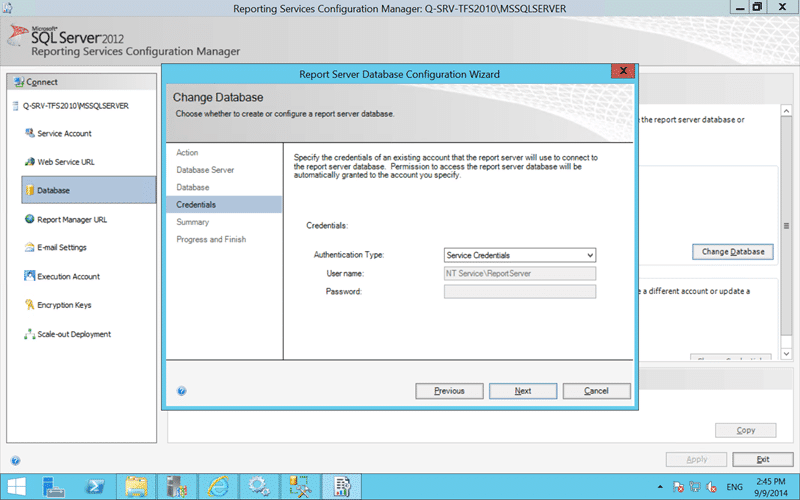 Reporting Services Configuration Manager: Q-SRV-TFS2010\MSSQLSERVER
Microsoft
SQL Server 2012
Reporting Services Configuration Manager
Connect
Q-SRV-TFS2010\MSSQLSERVER
Service Account
Web Service URL
Database
Report Manager URL
E-mail Settings
Execution Account
Encryption Keys
Scale-out Deployment
Report Server Database Configuration Wizard
Change Database
Choose whether to create or configure a report server database.
Action
Database Server
Database
Credentials
Summary
Progress and Finish
Specify the credentials of an existing account that the report server will use to connect to
the report server database. Permission to access the report server database will be
automatically granted to the account you specify.
Credentials:
Authentication Type:
Service Credentials
User name:
NT Service\ReportServer
Password:
Previous
Next
Cancel
the report server database or
Change Database
e a different account or update a
Copy
Apply
Exit
ENG
2:45 PM
9/9/2014